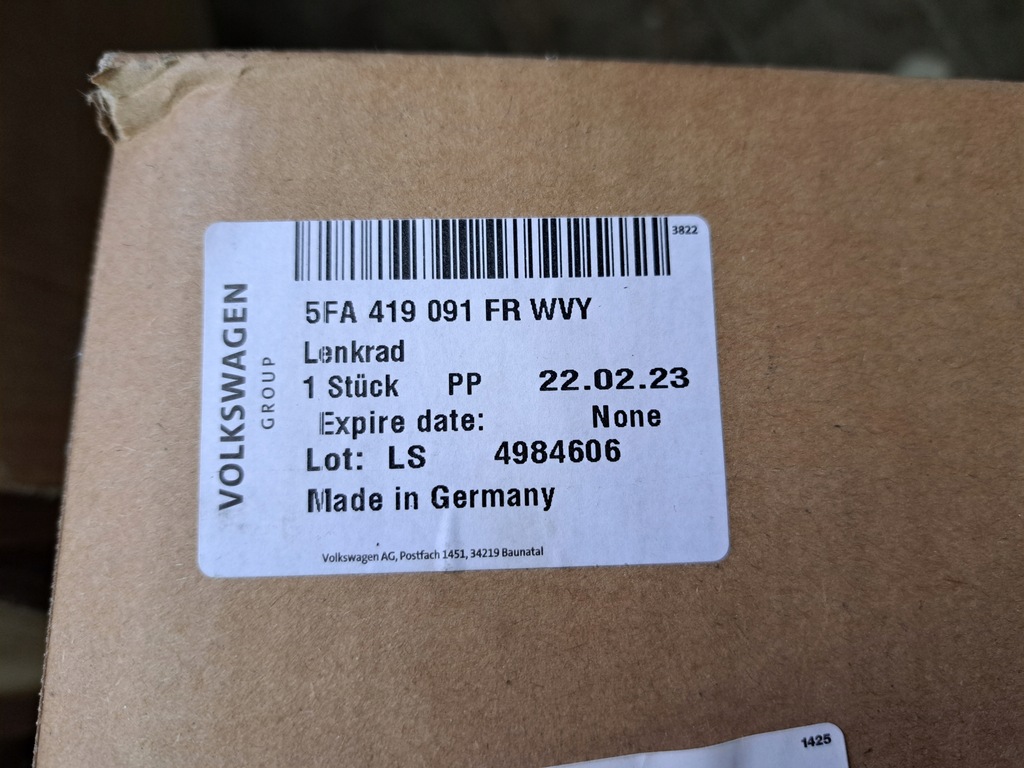 3822
VOLKSWAGEN
GROUP
5FA 419 091 FR WVY
Lenkrad
1 Stück PP 22.02.23
Expire date: None
Lot: LS 4984606
Made in Germany
Volkswagen AG, Postfach 1451, 34219 Baunatal
1425